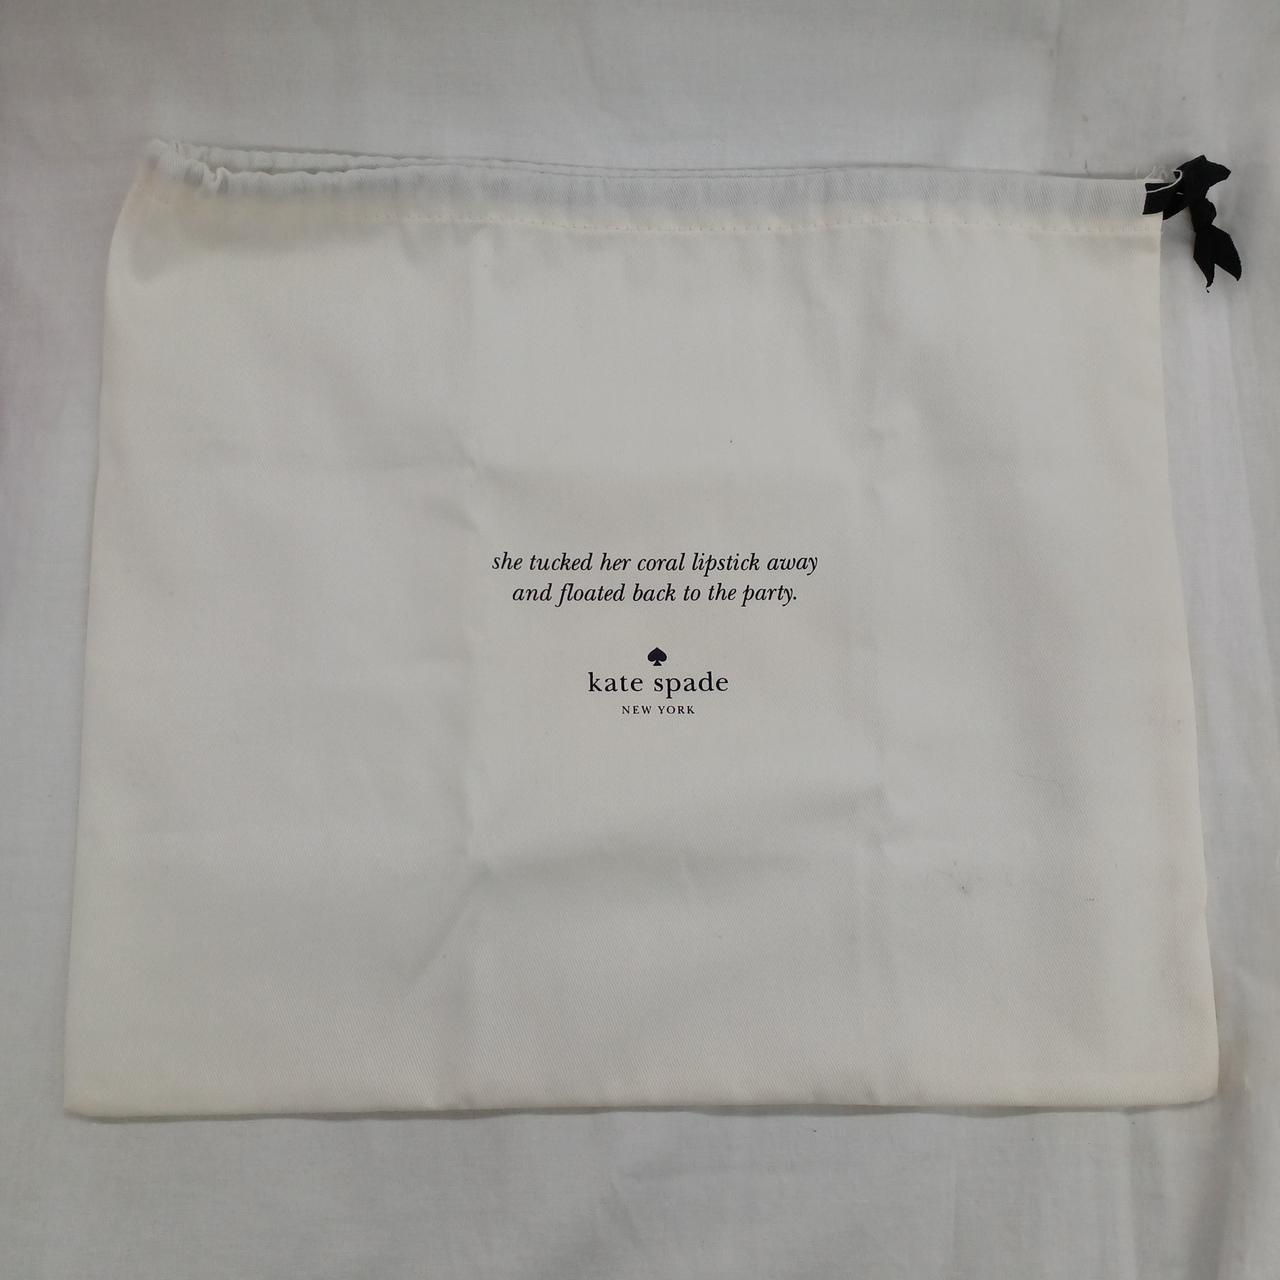 she tucked her coral lipstick away
and floated back to the party.
kate spade
NEW YORK